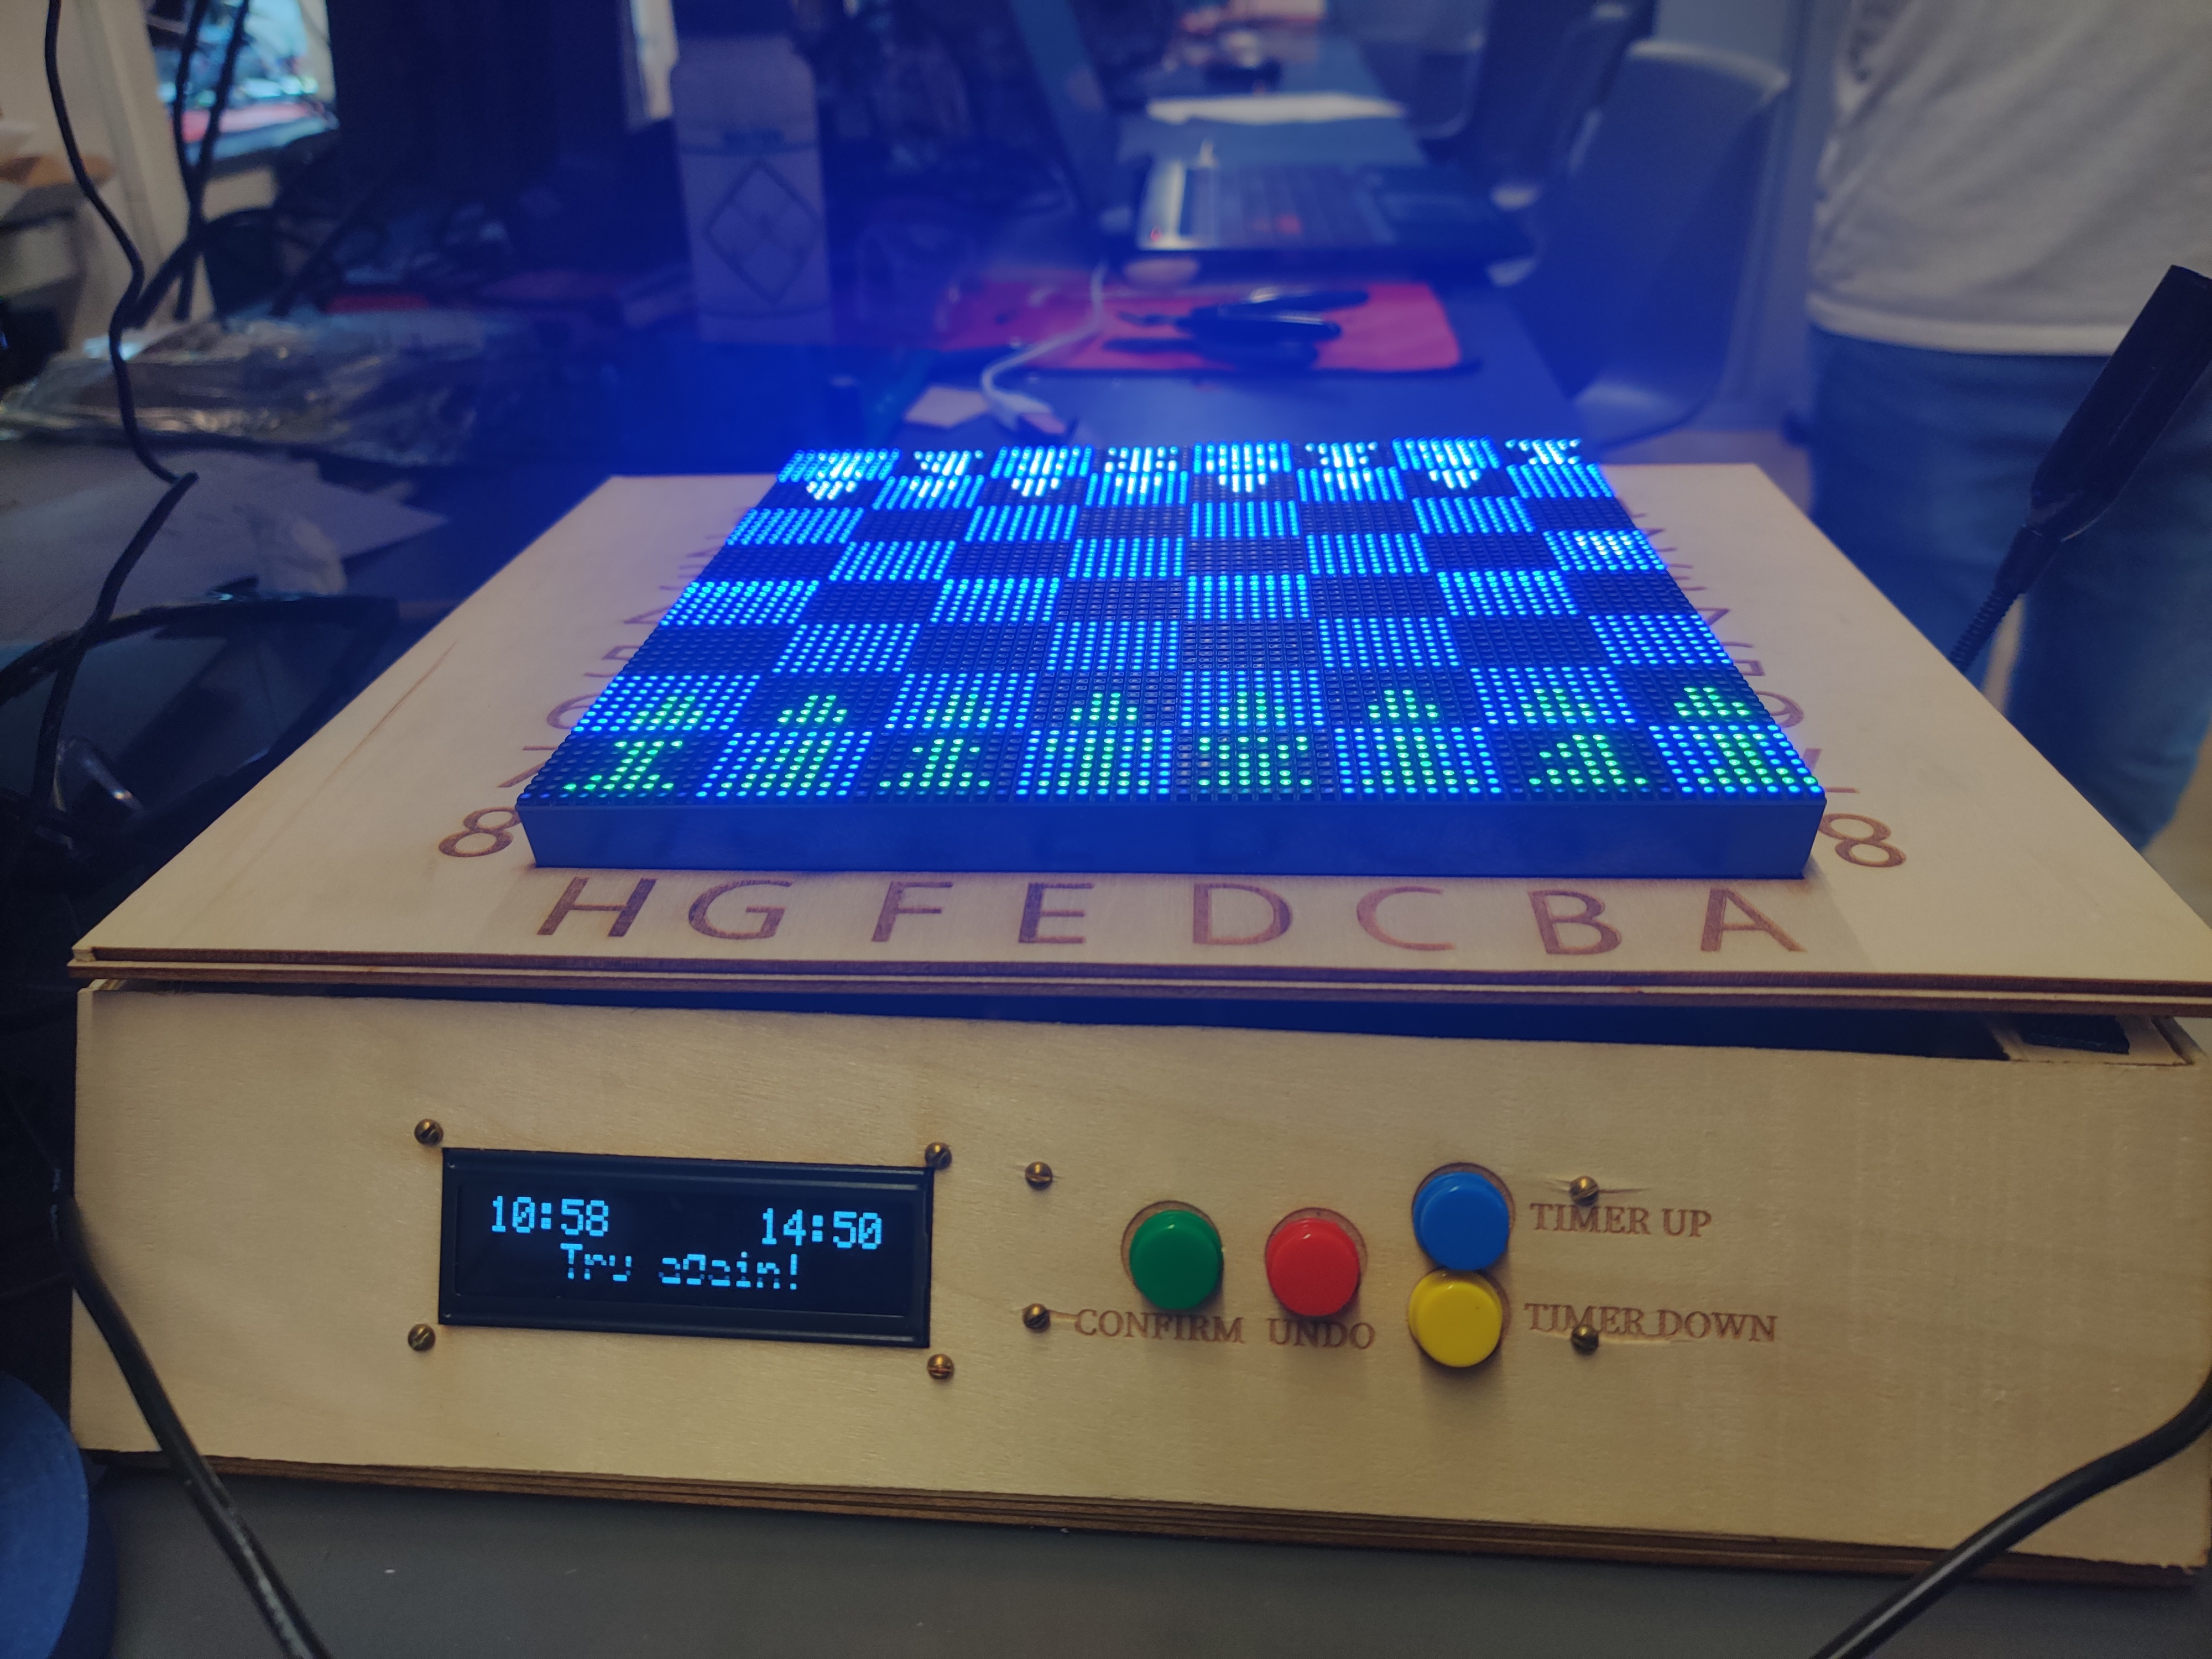 8 8
H G F E D C B A
10:58 14:50
Try again!
TIMER UP
CONFIRM UNDO
TIMER DOWN